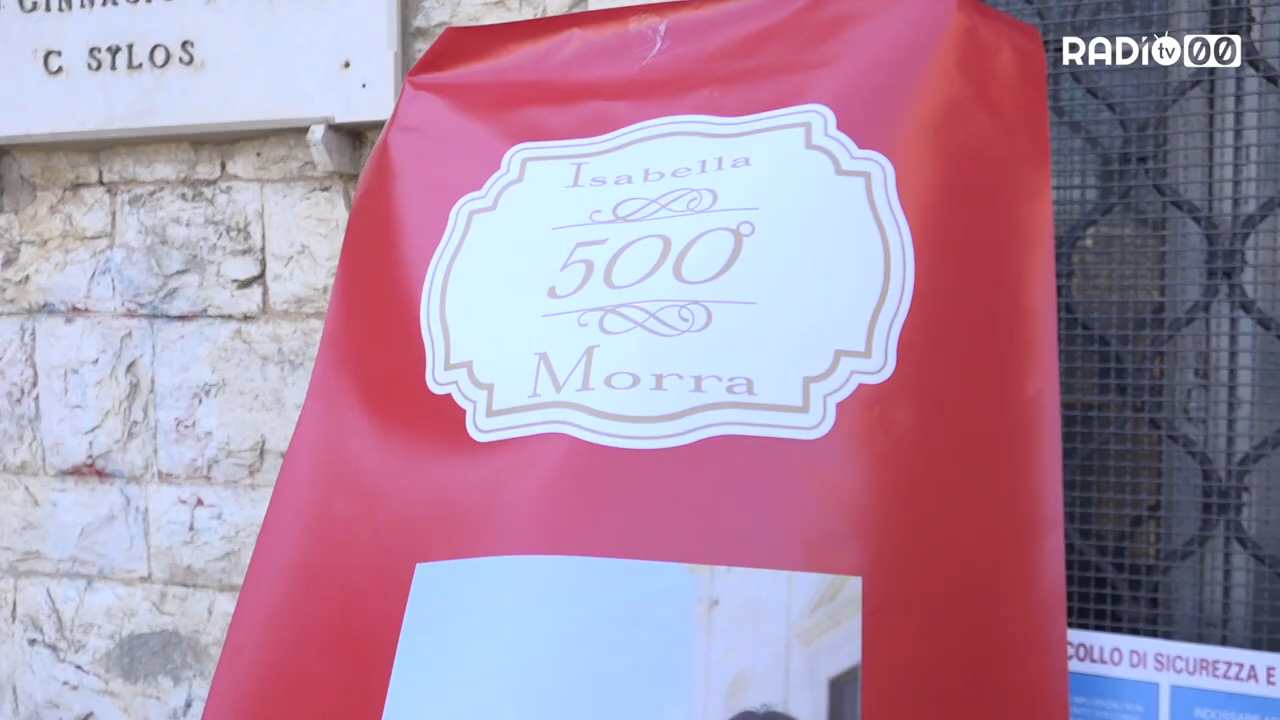 C SYLOS
RADIO tv 00
Isabella
500°
Morra
COLLO DI SICUREZZA E